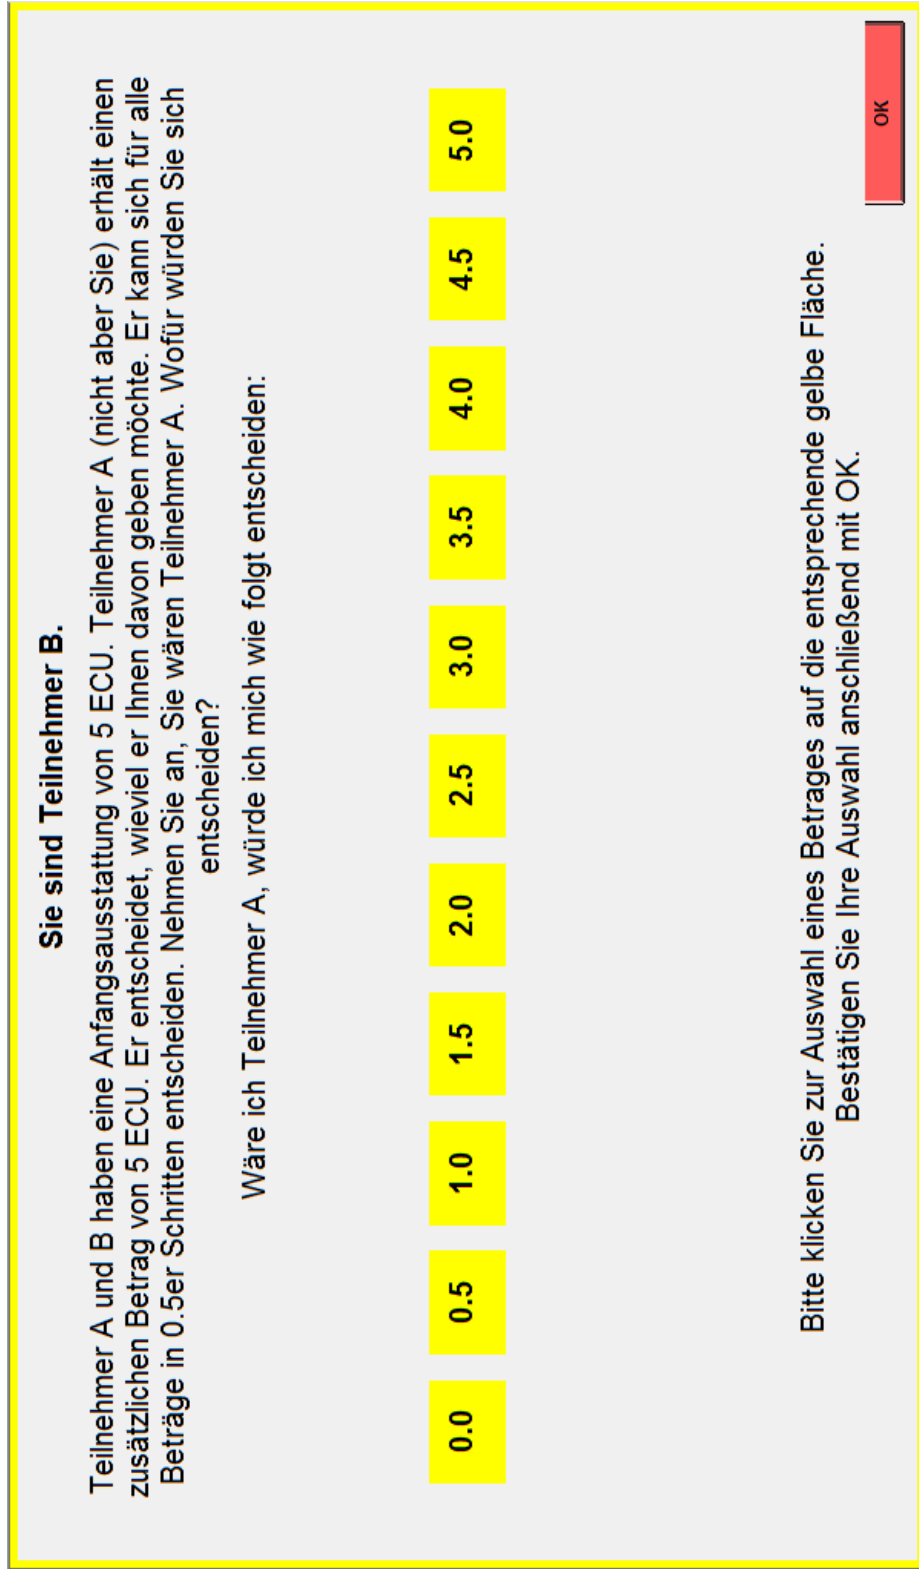 Sie sind Teilnehmer B.
Teilnehmer A und B haben eine Anfangsausstattung von 5 ECU. Teilnehmer A (nicht aber Sie) erhält einen
zusätzlichen Betrag von 5 ECU. Er entscheidet, wieviel er Ihnen davon geben möchte. Er kann sich für alle
Beträge in 0.5er Schritten entscheiden. Nehmen Sie an, Sie wären Teilnehmer A. Wofür würden Sie sich
entscheiden?
Wäre ich Teilnehmer A, würde ich mich wie folgt entscheiden:
0.0 0.5 1.0 1.5 2.0 2.5 3.0 3.5 4.0 4.5 5.0
Bitte klicken Sie zur Auswahl eines Betrages auf die entsprechende gelbe Fläche.
Bestätigen Sie Ihre Auswahl anschließend mit OK.
OK